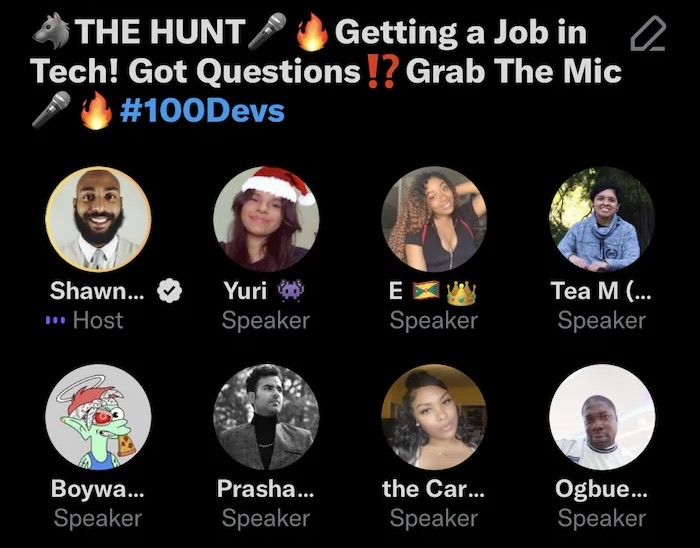 🐺THE HUNT🎤🔥Getting a Job in
Tech! Got Questions⁉️Grab The Mic
🎤🔥#100Devs
Shawn... Yuri 👾 E 🇬🇩👑 Tea M (...
Host Speaker Speaker Speaker
Boywa... Prasha... the Car... Ogbue...
Speaker Speaker Speaker Speaker